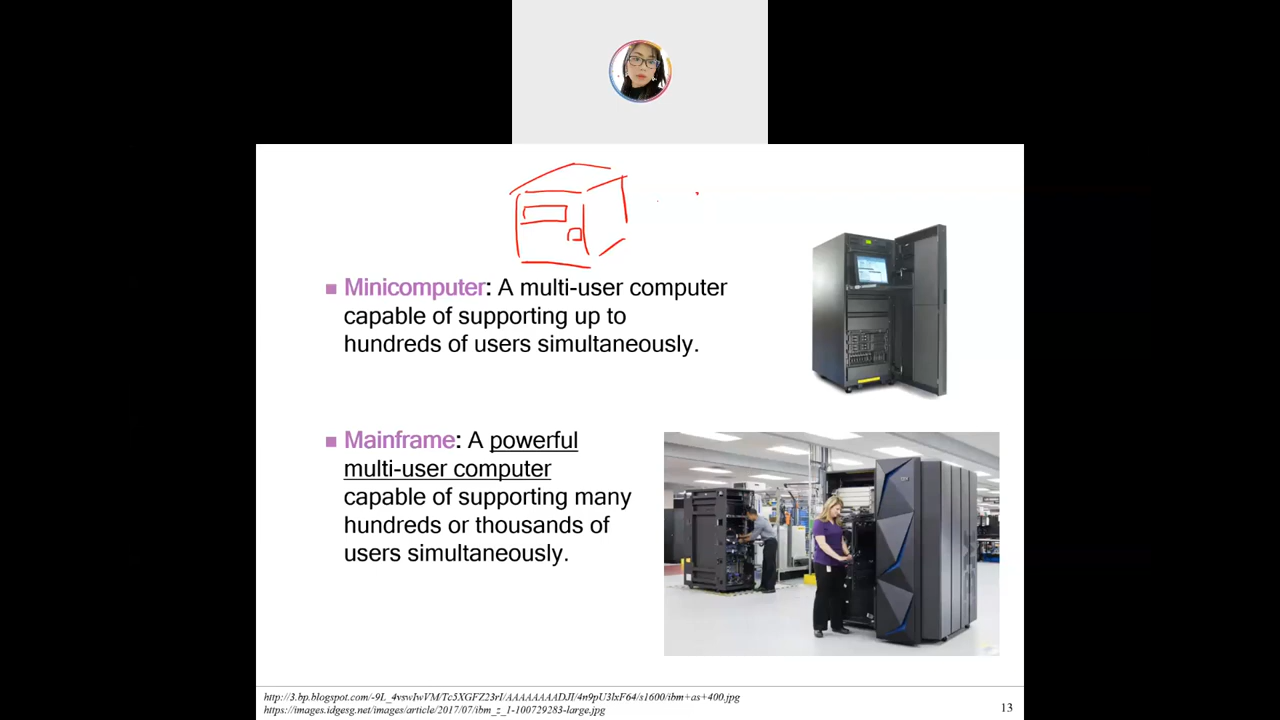 Minicomputer: A multi-user computer
capable of supporting up to
hundreds of users simultaneously.
Mainframe: A powerful
multi-user computer
capable of supporting many
hundreds or thousands of
users simultaneously.
http://3.bp.blogspot.com/-9L_4vswIwVM/Tc5XGFZ23rI/AAAAAAAADJI/4n9pU3lxF64/s1600/ibm+as+400.jpg
https://images.idgesg.net/images/article/2017/07/ibm_z_1-100729283-large.jpg
13